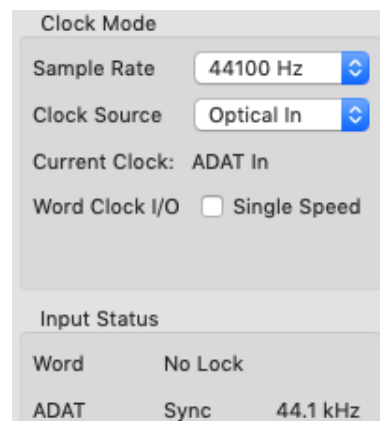 Clock Mode
Sample Rate 44100 Hz
Clock Source Optical In
Current Clock: ADAT In
Word Clock I/O Single Speed
Input Status
Word No Lock
ADAT Sync 44.1 kHz